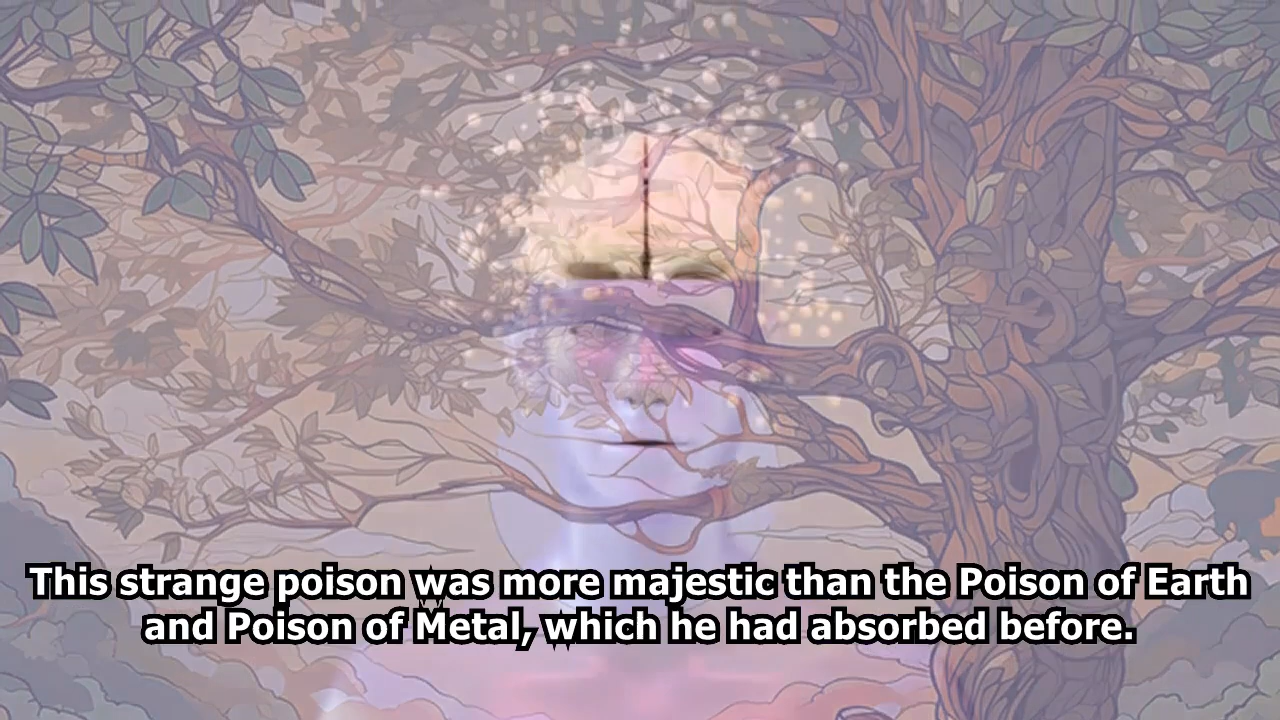 This strange poison was more majestic than the Poison of Earth
and Poison of Metal, which he had absorbed before.